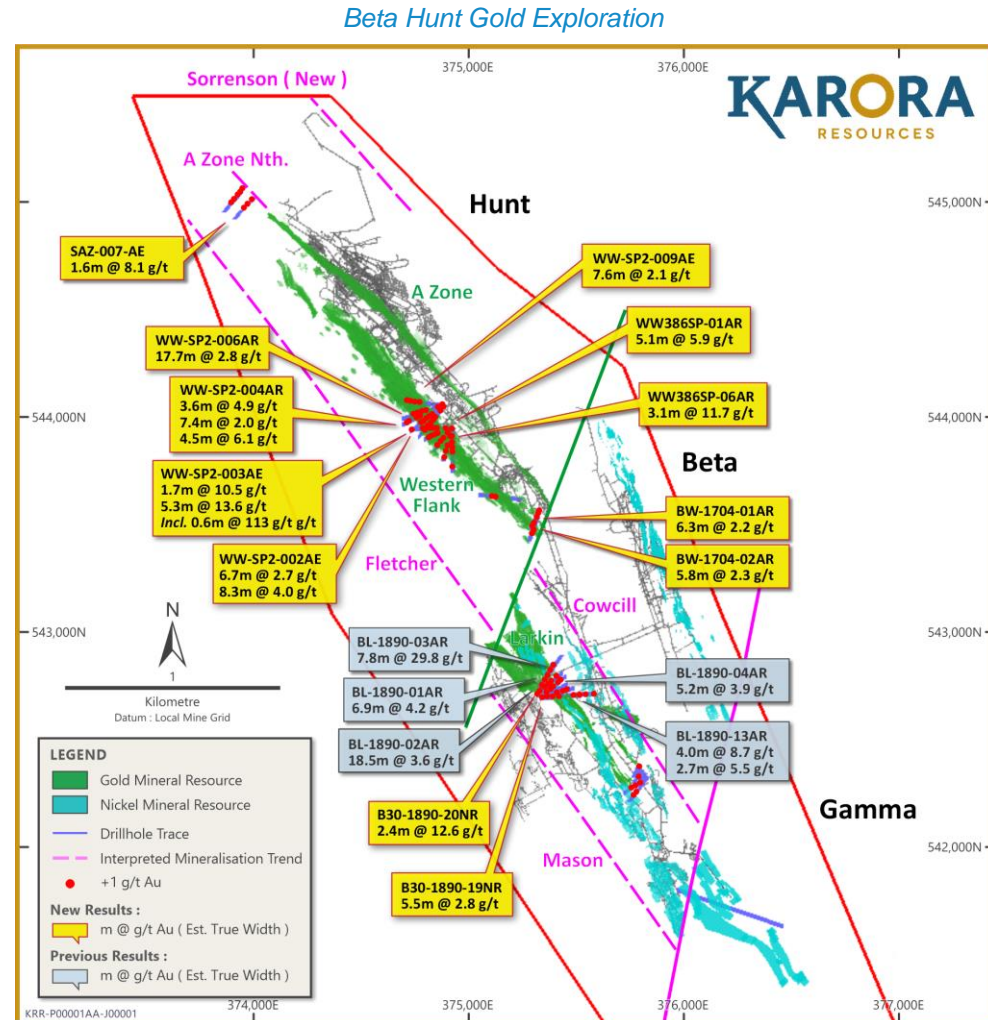 Beta Hunt Gold Exploration
374,000E
375,000E
376,000E
377,000E
Sorrenson ( New )
KARORA
RESOURCES
A Zone Nth.
Hunt
545,000N
545,000N
SAZ-007-AE
1.6m @ 8.1 g/t
WW-SP2-009AE
7.6m @ 2.1 g/t
A Zone
WW386SP-01AR
5.1m @ 5.9 g/t
WW-SP2-006AR
17.7m @ 2.8 g/t
WW-SP2-004AR
3.6m @ 4.9 g/t
7.4m @ 2.0 g/t
4.5m @ 6.1 g/t
WW386SP-06AR
3.1m @ 11.7 g/t
544,000N
544,000N
Beta
WW-SP2-003AE
1.7m @ 10.5 g/t
5.3m @ 13.6 g/t
Incl. 0.6m @ 113 g/t g/t
Western
Flank
BW-1704-01AR
6.3m @ 2.2 g/t
WW-SP2-002AE
6.7m @ 2.7 g/t
8.3m @ 4.0 g/t
BW-1704-02AR
5.8m @ 2.3 g/t
Fletcher
Cowcill
N
1
Kilometre
Datum : Local Mine Grid
543,000N
543,000N
Larkin
BL-1890-03AR
7.8m @ 29.8 g/t
BL-1890-04AR
5.2m @ 3.9 g/t
BL-1890-01AR
6.9m @ 4.2 g/t
BL-1890-02AR
18.5m @ 3.6 g/t
BL-1890-13AR
4.0m @ 8.7 g/t
2.7m @ 5.5 g/t
Gamma
B30-1890-20NR
2.4m @ 12.6 g/t
Mason
542,000N
B30-1890-19NR
5.5m @ 2.8 g/t
LEGEND
Gold Mineral Resource
Nickel Mineral Resource
Drillhole Trace
Interpreted Mineralisation Trend
+1 g/t Au
New Results :
m @ g/t Au ( Est. True Width )
Previous Results :
m @ g/t Au ( Est. True Width )
KRR-P00001AA-J00001
374,000E
375,000E
376,000E
377,000E